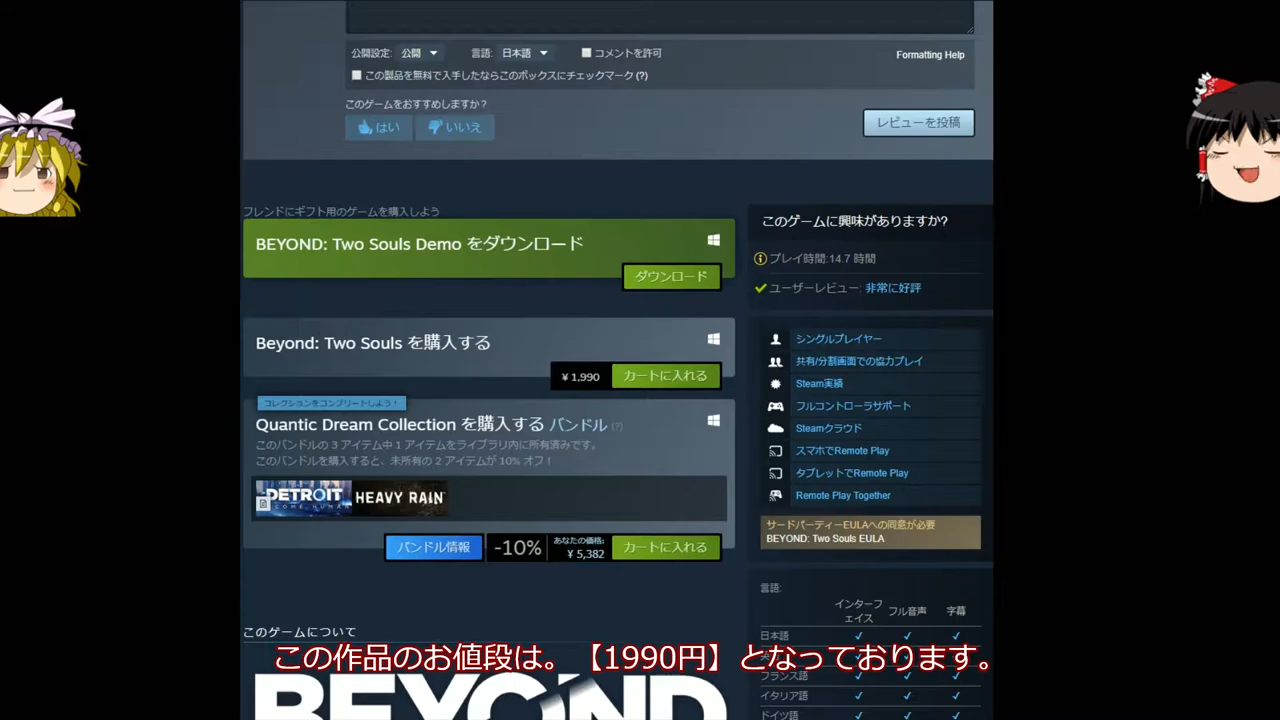 公開設定: 公開 言語: 日本語 コメントを許可
Formatting Help
この製品を無料で入手したならこのボックスにチェックマーク (?)
このゲームをおすすめしますか？
はい いいえ
レビューを投稿
フレンドにギフト用のゲームを購入しよう
BEYOND: Two Souls Demo をダウンロード
ダウンロード
Beyond: Two Souls を購入する
¥ 1,990 カートに入れる
コレクションをコンプリートしよう！
Quantic Dream Collection を購入する バンドル (?)
このバンドルの 3 アイテム中 1 アイテムをライブラリ内に所有済みです。
このバンドルを購入すると、未所有の 2 アイテムが 10% オフ！
DETROIT
BECOME HUMAN
HEAVY RAIN
バンドル情報 -10% あなたの価格: ¥ 5,382 カートに入れる
このゲームについて
BEYOND
このゲームに興味がありますか?
プレイ時間:14.7 時間
ユーザーレビュー: 非常に好評
シングルプレイヤー
共有/分割画面での協力プレイ
Steam実績
フルコントローラサポート
Steamクラウド
スマホでRemote Play
タブレットでRemote Play
Remote Play Together
サードパーティーEULAへの同意が必要
BEYOND: Two Souls EULA
言語:
インターフェイス フル音声 字幕
日本語
フランス語
イタリア語
ドイツ語
この作品のお値段は。【1990円】となっております。